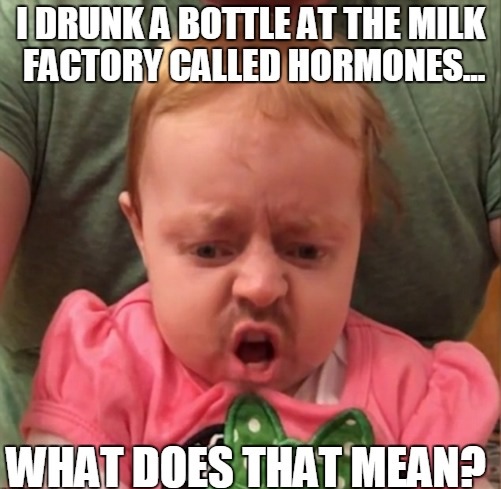 I DRUNK A BOTTLE AT THE MILK
FACTORY CALLED HORMONES...
WHAT DOES THAT MEAN?